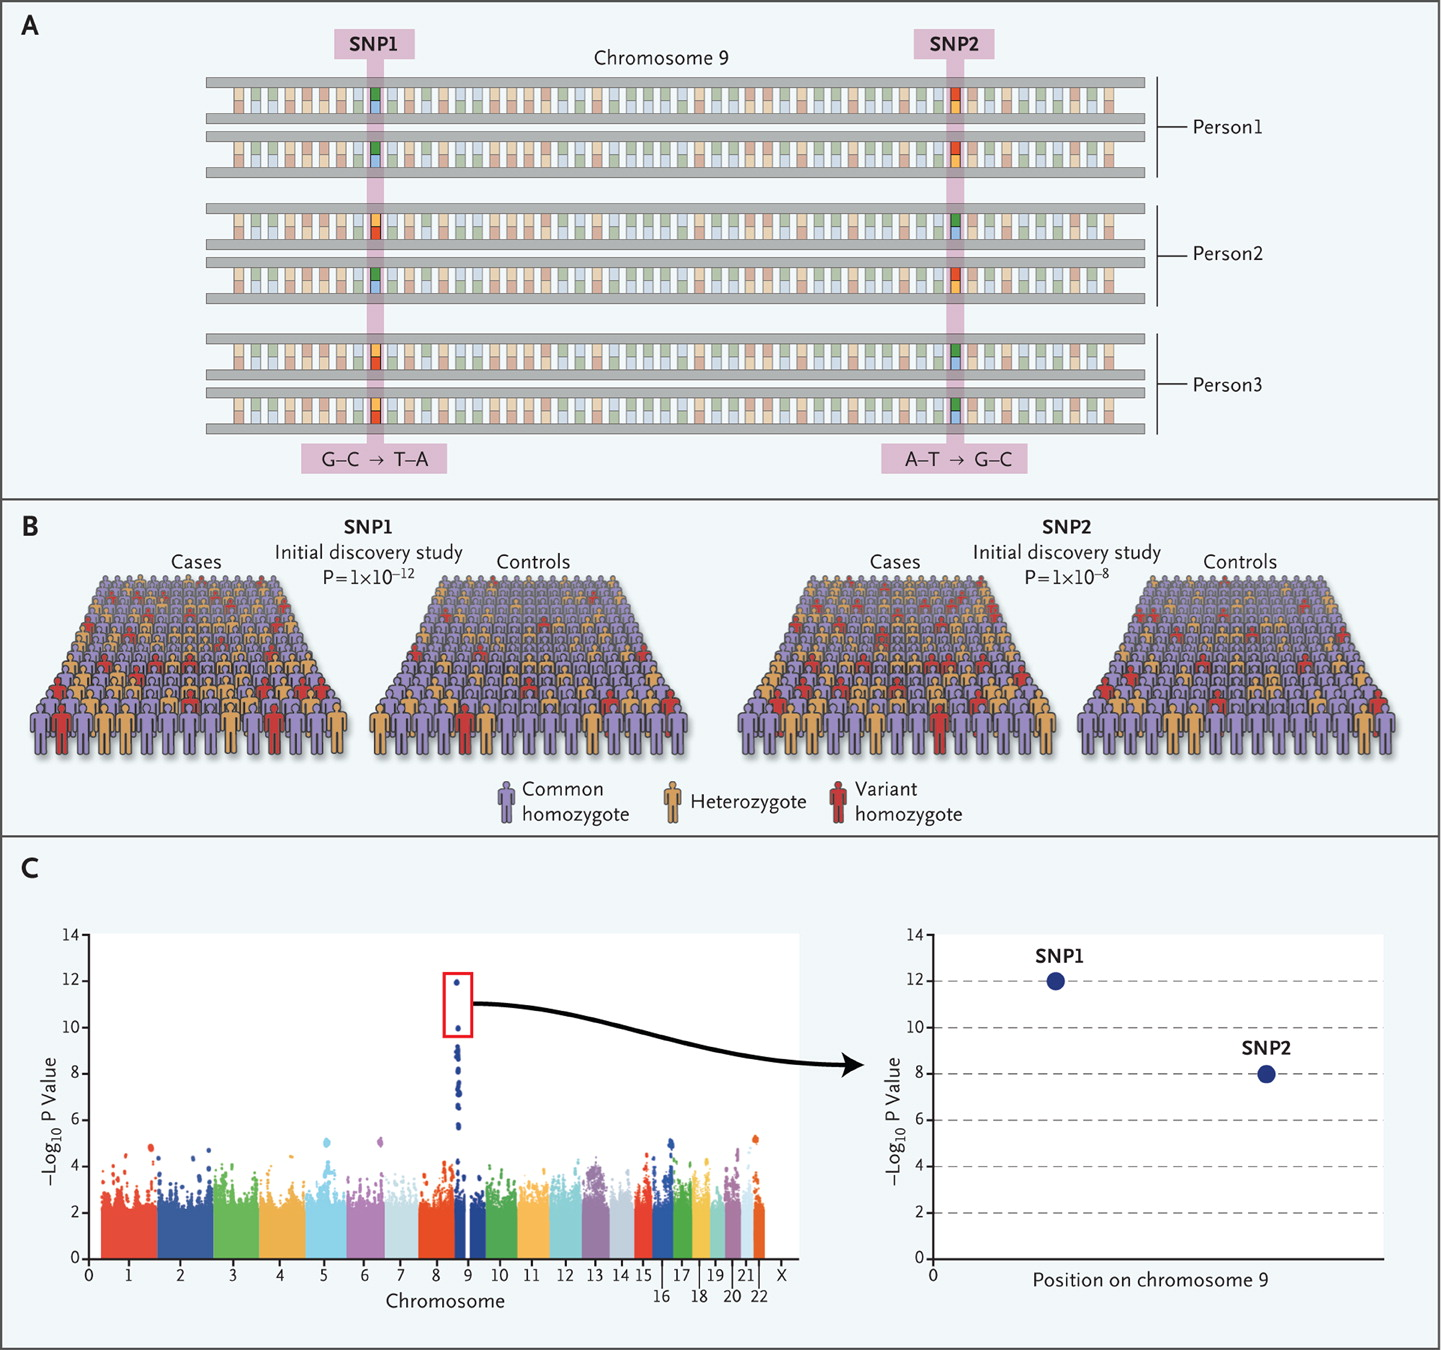 A
SNP1
SNP2
Chromosome 9
Person1
Person2
Person3
G–C → T–A
A–T → G–C
B
SNP1
Initial discovery study
P=1×10⁻¹²
Cases
Controls
SNP2
Initial discovery study
P=1×10⁻⁸
Cases
Controls
Common
homozygote
Heterozygote
Variant
homozygote
C
14
12
10
8
6
4
2
0
−Log₁₀ P Value
0 1 2 3 4 5 6 7 8 9 10 11 12 13 14 15 17 19 21 X
16 18 20 22
Chromosome
14
12
10
8
6
4
2
0
−Log₁₀ P Value
SNP1
SNP2
0
Position on chromosome 9